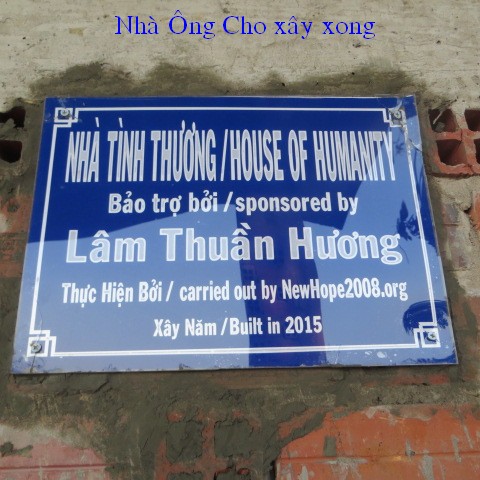 Nhà Ông Cho xây xong
NHÀ TÌNH THƯƠNG / HOUSE OF HUMANITY
Bảo trợ bởi / sponsored by
Lâm Thuần Hương
Thực Hiện Bởi / carried out by NewHope2008.org
Xây Năm / Built in 2015